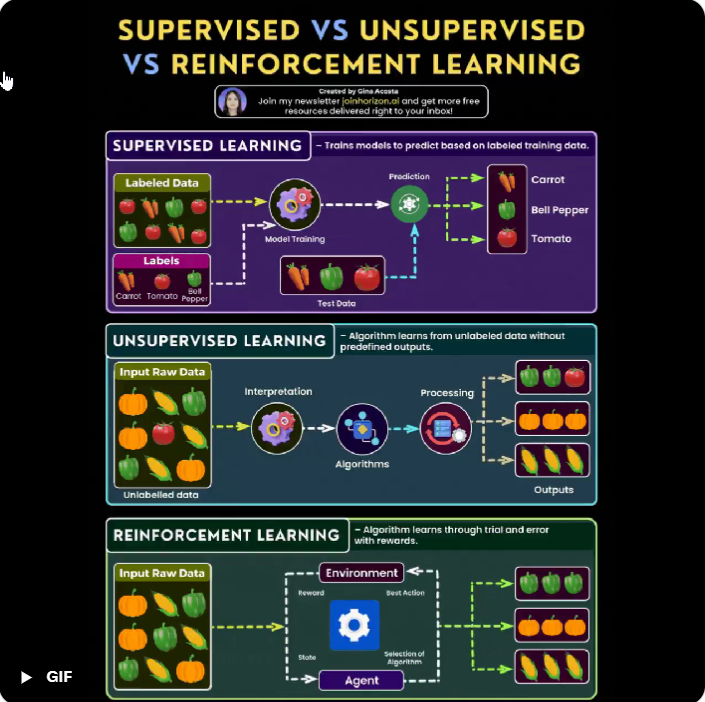 SUPERVISED VS UNSUPERVISED
VS REINFORCEMENT LEARNING
Created by Gina Acosta
Join my newsletter joinhorizon.ai and get more free
resources delivered right to your inbox!
SUPERVISED LEARNING
– Trains models to predict based on labeled training data.
Labeled Data
Labels
Carrot
Tomato
Bell
Pepper
Model Training
Prediction
Test Data
Carrot
Bell Pepper
Tomato
UNSUPERVISED LEARNING
– Algorithm learns from unlabeled data without
predefined outputs.
Input Raw Data
Unlabelled data
Interpretation
Algorithms
Processing
Outputs
REINFORCEMENT LEARNING
– Algorithm learns through trial and error
with rewards.
Input Raw Data
Environment
Reward
Best Action
State
Selection of
Algorithm
Agent
GIF